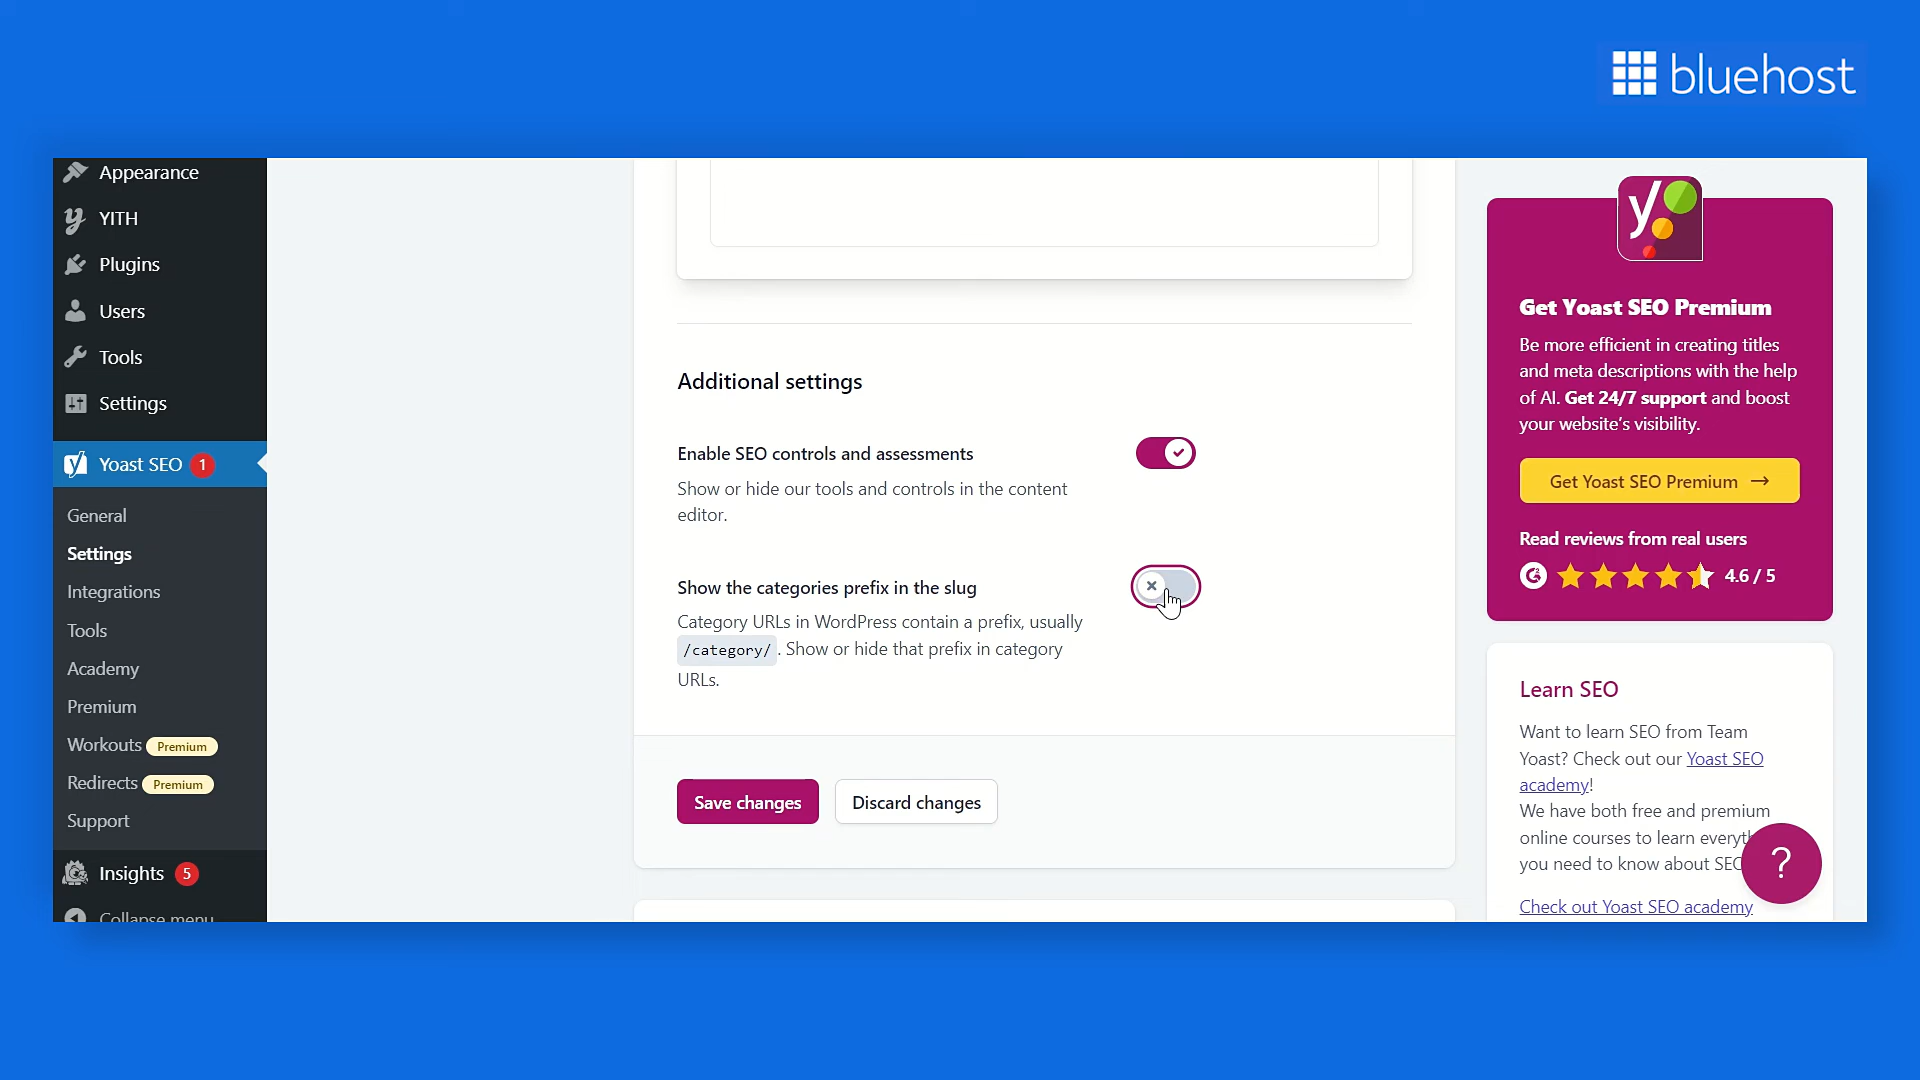 bluehost
Appearance
YITH
Plugins
Users
Tools
Settings
Yoast SEO 1
General
Settings
Integrations
Tools
Academy
Premium
Workouts Premium
Redirects Premium
Support
Insights 5
Collapse menu
Additional settings
Enable SEO controls and assessments
Show or hide our tools and controls in the content
editor.
Show the categories prefix in the slug
Category URLs in WordPress contain a prefix, usually
/category/ . Show or hide that prefix in category
URLs.
Save changes
Discard changes
Get Yoast SEO Premium
Be more efficient in creating titles
and meta descriptions with the help
of AI. Get 24/7 support and boost
your website's visibility.
Get Yoast SEO Premium →
Read reviews from real users
4.6 / 5
Learn SEO
Want to learn SEO from Team
Yoast? Check out our Yoast SEO
academy!
We have both free and premium
online courses to learn
you need to know about
?
Check out Yoast SEO academy